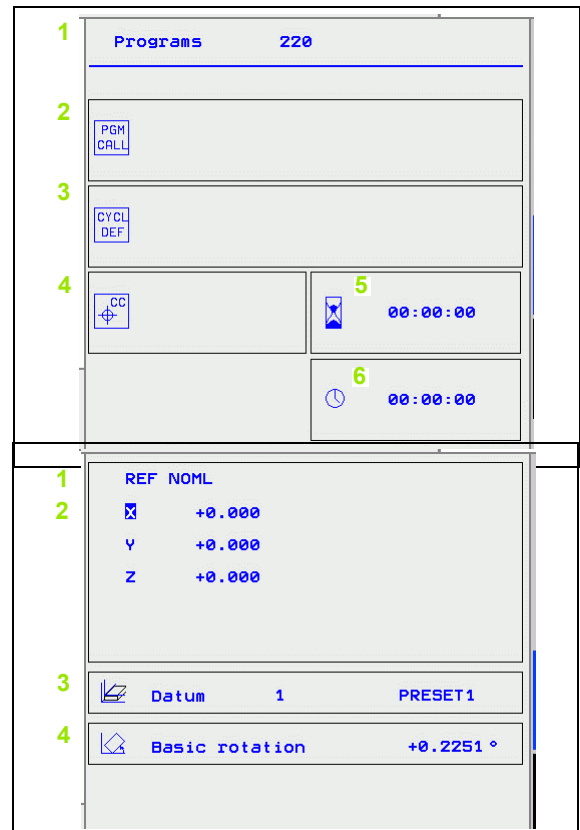 1 Programs 220
2
PGM
CALL
3
CYCL
DEF
4 CC
5 00:00:00
6 00:00:00
1 REF NOML
2 X +0.000
Y +0.000
Z +0.000
3 Datum 1 PRESET1
4 Basic rotation +0.2251 °